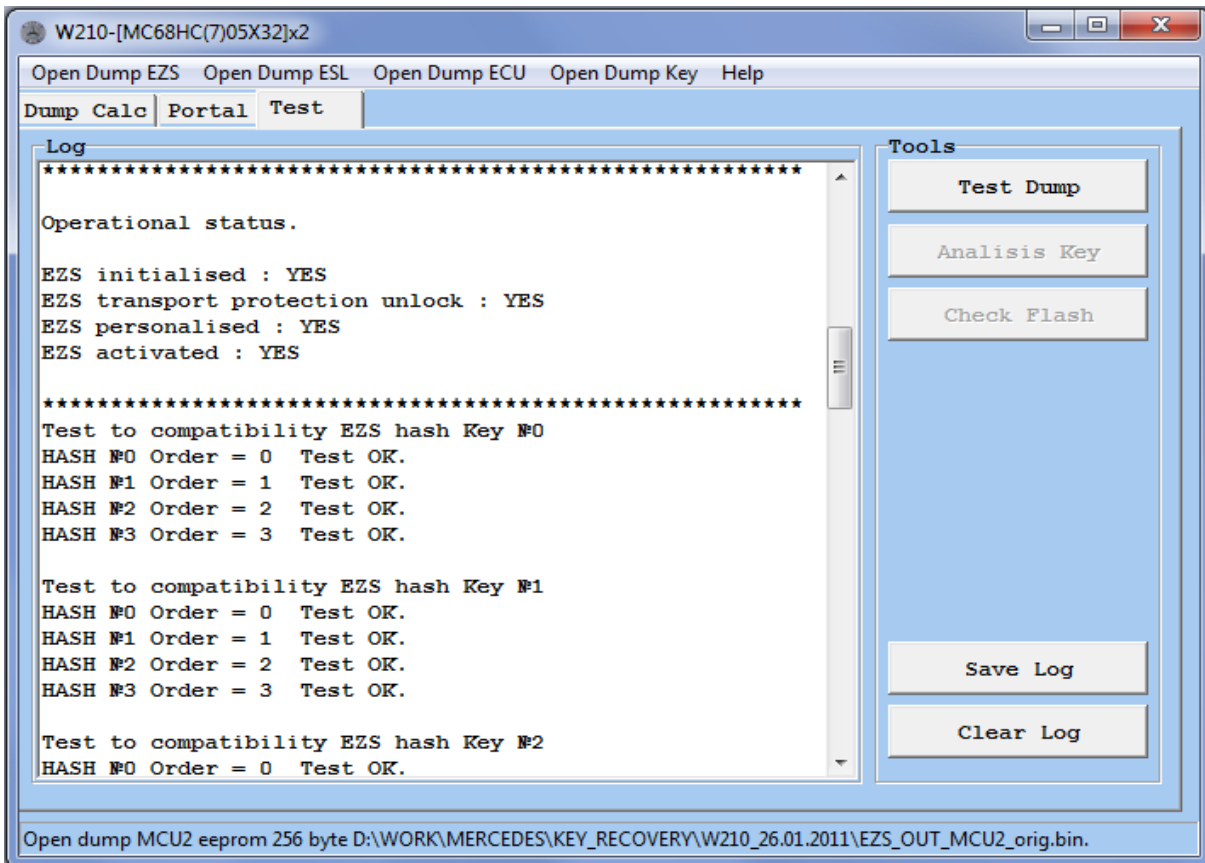 W210-[MC68HC(7)05X32]x2
Open Dump EZS Open Dump ESL Open Dump ECU Open Dump Key Help
Dump Calc Portal Test
Log
********************************************************
Operational status.
EZS initialised : YES
EZS transport protection unlock : YES
EZS personalised : YES
EZS activated : YES
********************************************************
Test to compatibility EZS hash Key №0
HASH №0 Order = 0 Test OK.
HASH №1 Order = 1 Test OK.
HASH №2 Order = 2 Test OK.
HASH №3 Order = 3 Test OK.
Test to compatibility EZS hash Key №1
HASH №0 Order = 0 Test OK.
HASH №1 Order = 1 Test OK.
HASH №2 Order = 2 Test OK.
HASH №3 Order = 3 Test OK.
Test to compatibility EZS hash Key №2
HASH №0 Order = 0 Test OK.
Tools
Test Dump
Analisis Key
Check Flash
Save Log
Clear Log
Open dump MCU2 eeprom 256 byte D:\WORK\MERCEDES\KEY_RECOVERY\W210_26.01.2011\EZS_OUT_MCU2_orig.bin.